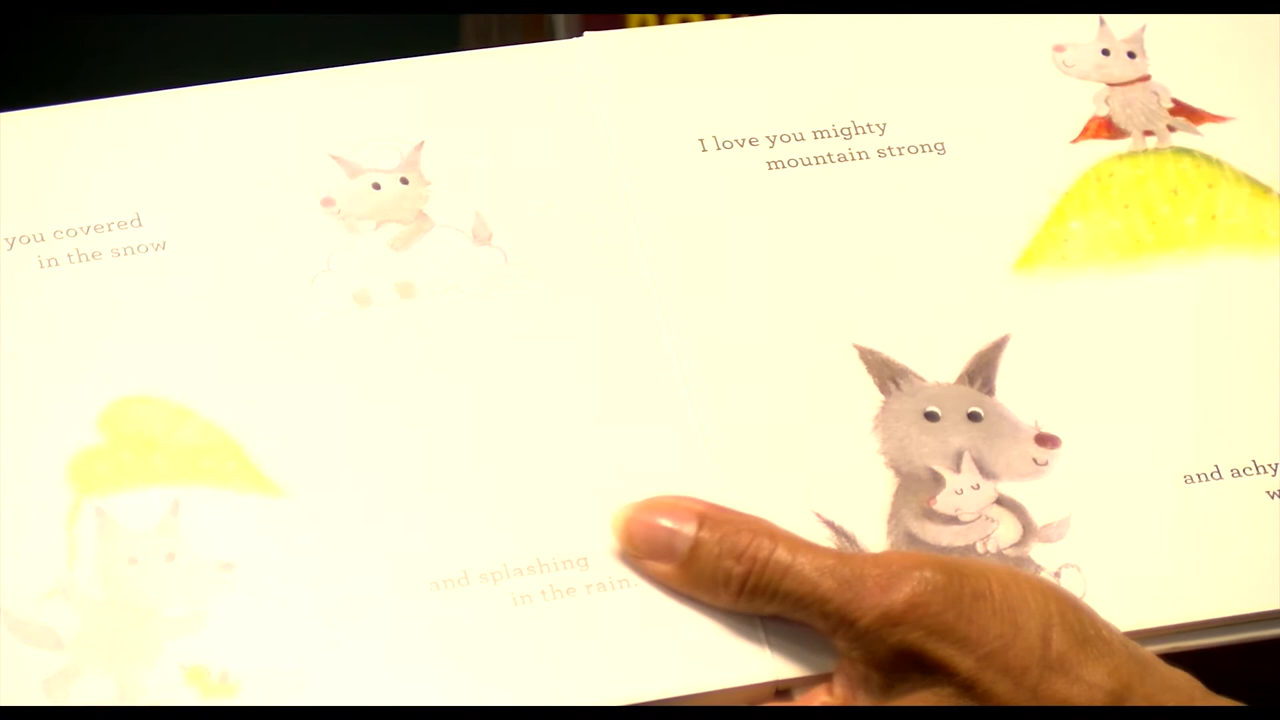 you covered
in the snow
and splashing
in the rain.
I love you mighty
mountain strong
and achy